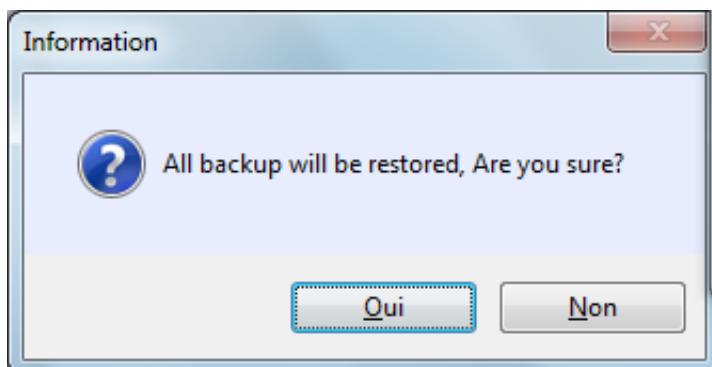 Information
All backup will be restored, Are you sure?
Oui
Non